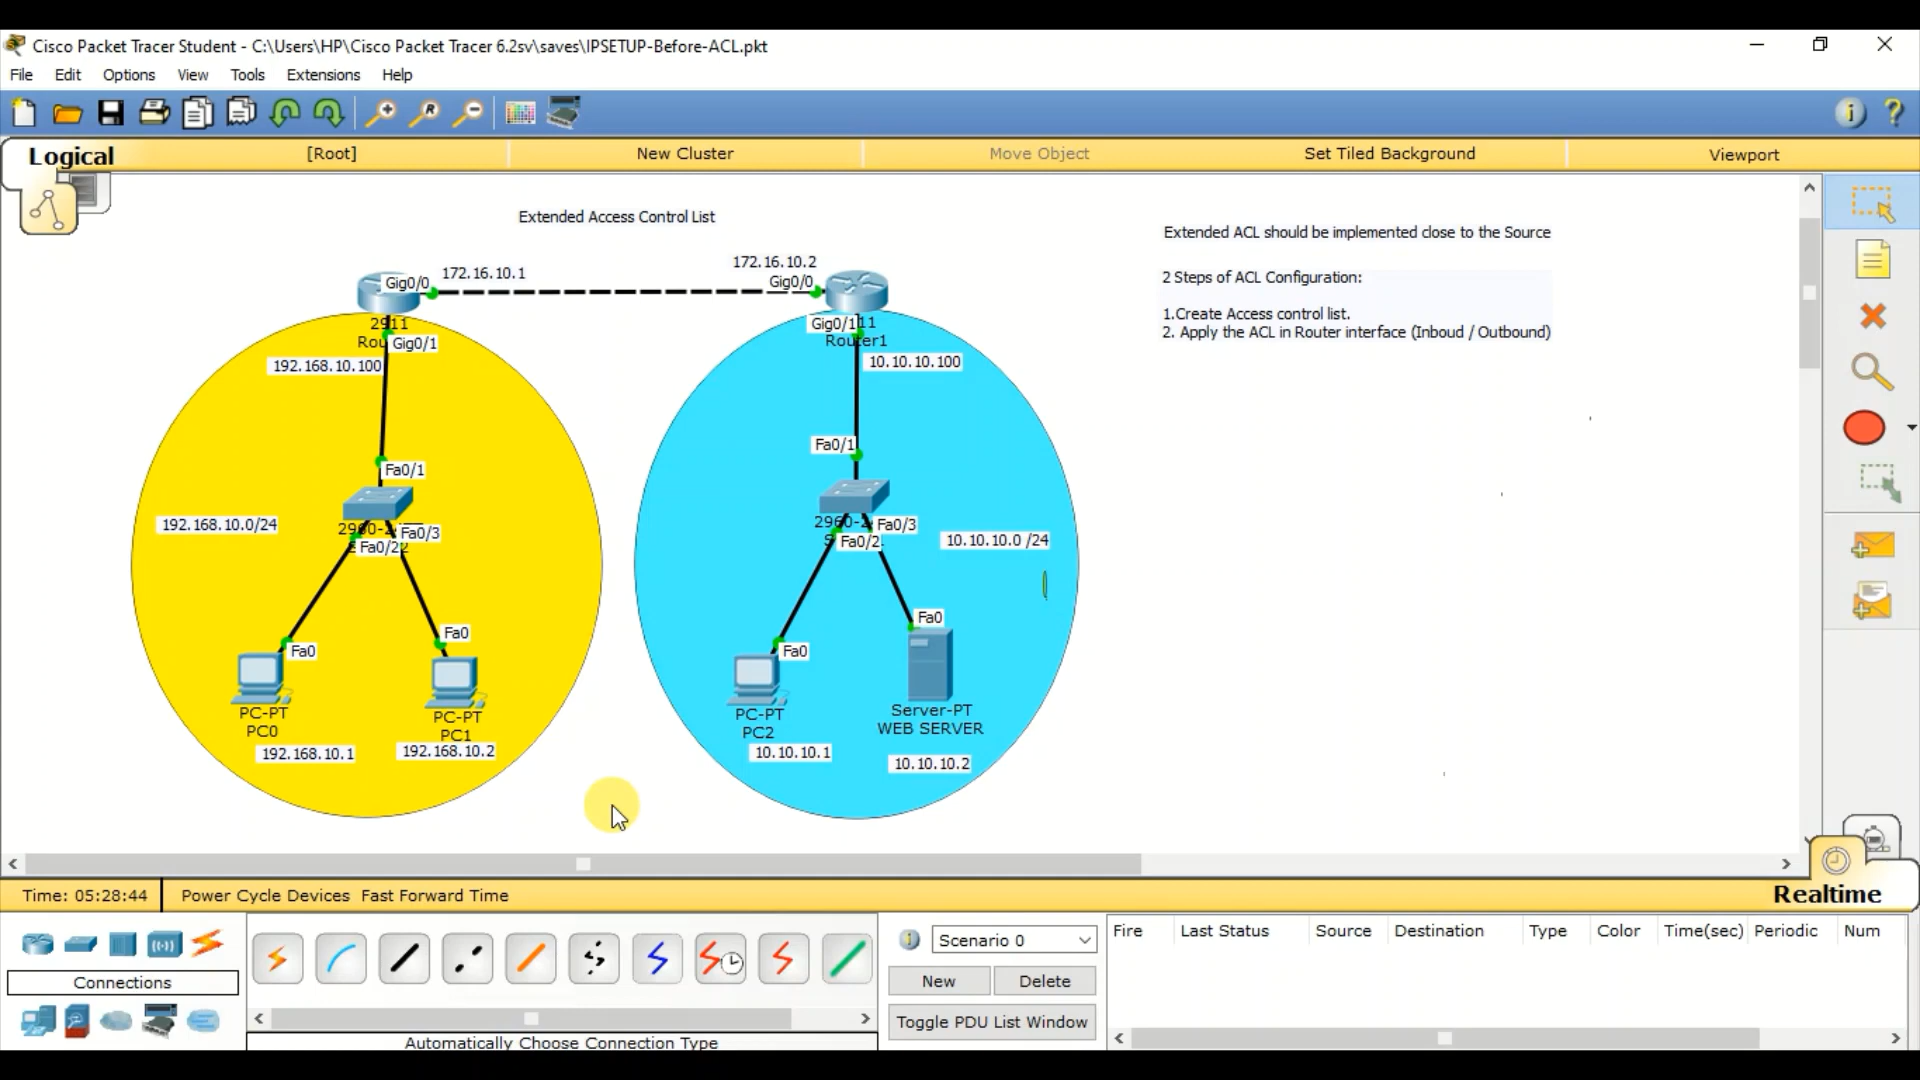 Cisco Packet Tracer Student - C:\Users\HP\Cisco Packet Tracer 6.2sv\saves\IPSETUP-Before-ACL.pkt
File Edit Options View Tools Extensions Help
Logical [Root] New Cluster Move Object Set Tiled Background Viewport
Extended Access Control List
Extended ACL should be implemented close to the Source
2 Steps of ACL Configuration:
1.Create Access control list.
2. Apply the ACL in Router interface (Inboud / Outbound)
172.16.10.1
172.16.10.2
Gig0/0
Gig0/0
2911
Gig0/1
192.168.10.100
Gig0/1
Router1
10.10.10.100
Fa0/1
Fa0/1
192.168.10.0/24
Fa0/3
Fa0/2
Fa0/3
Fa0/2
10.10.10.0 /24
Fa0
Fa0
Fa0
Fa0
PC-PT
PC0
192.168.10.1
PC-PT
PC1
192.168.10.2
PC-PT
PC2
10.10.10.1
Server-PT
WEB SERVER
10.10.10.2
Time: 05:28:44 Power Cycle Devices Fast Forward Time
Realtime
Connections
Automatically Choose Connection Type
Scenario 0
New Delete
Toggle PDU List Window
Fire Last Status Source Destination Type Color Time(sec) Periodic Num